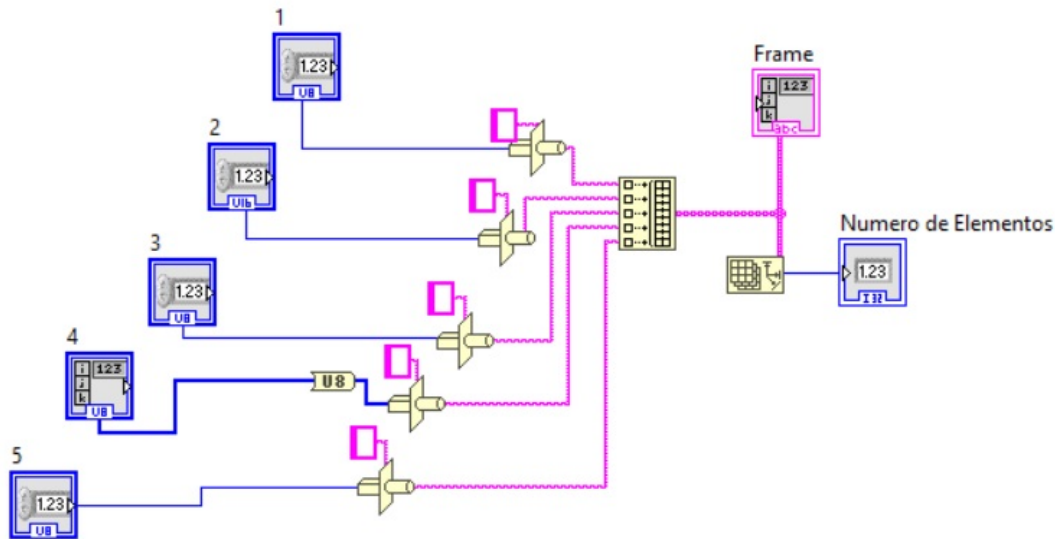 1
1.23
U8
2
1.23
U16
3
1.23
U8
4
i
j
k
123
U8
U8
5
1.23
U8
Frame
i
j
k
123
abc
Numero de Elementos
1.23
I32